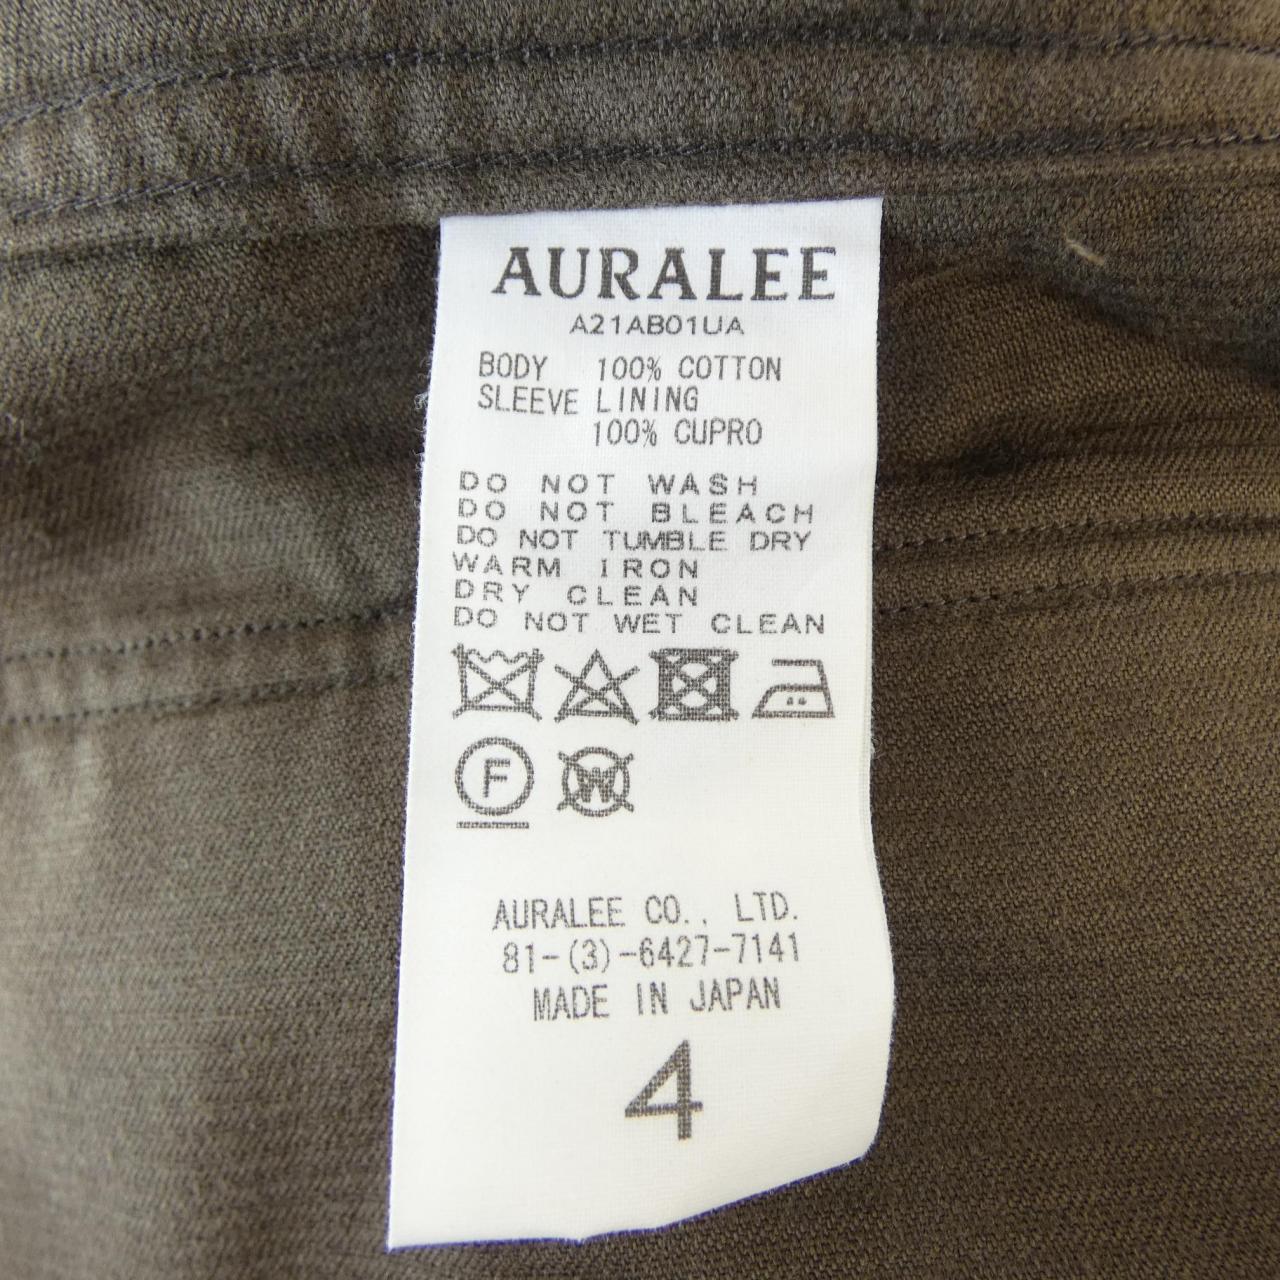 AURALEE
A21AB01UA
BODY 100% COTTON
SLEEVE LINING
100% CUPRO
DO NOT WASH
DO NOT BLEACH
DO NOT TUMBLE DRY
WARM IRON
DRY CLEAN
DO NOT WET CLEAN
F W
AURALEE CO., LTD.
81-(3)-6427-7141
MADE IN JAPAN
4